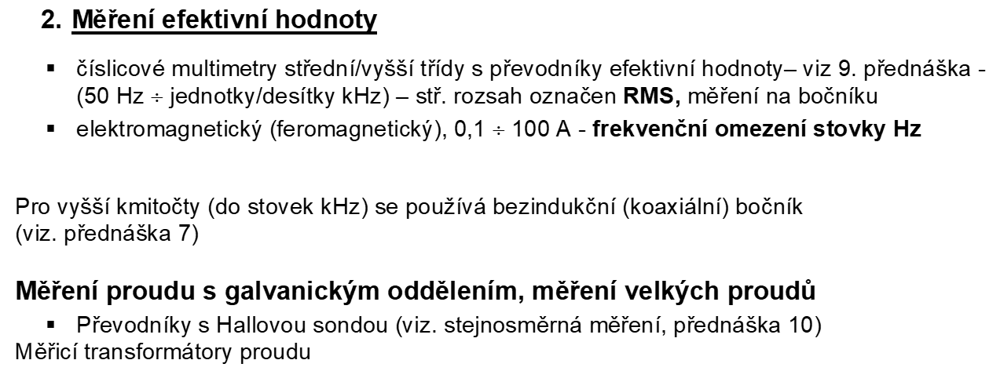 2. Měření efektivní hodnoty
▪ číslicové multimetry střední/vyšší třídy s převodníky efektivní hodnoty– viz 9. přednáška -
(50 Hz ÷ jednotky/desítky kHz) – stř. rozsah označen RMS, měření na bočníku
▪ elektromagnetický (feromagnetický), 0,1 ÷ 100 A - frekvenční omezení stovky Hz
Pro vyšší kmitočty (do stovek kHz) se používá bezindukční (koaxiální) bočník
(viz. přednáška 7)
Měření proudu s galvanickým oddělením, měření velkých proudů
▪ Převodníky s Hallovou sondou (viz. stejnosměrná měření, přednáška 10)
Měřicí transformátory proudu